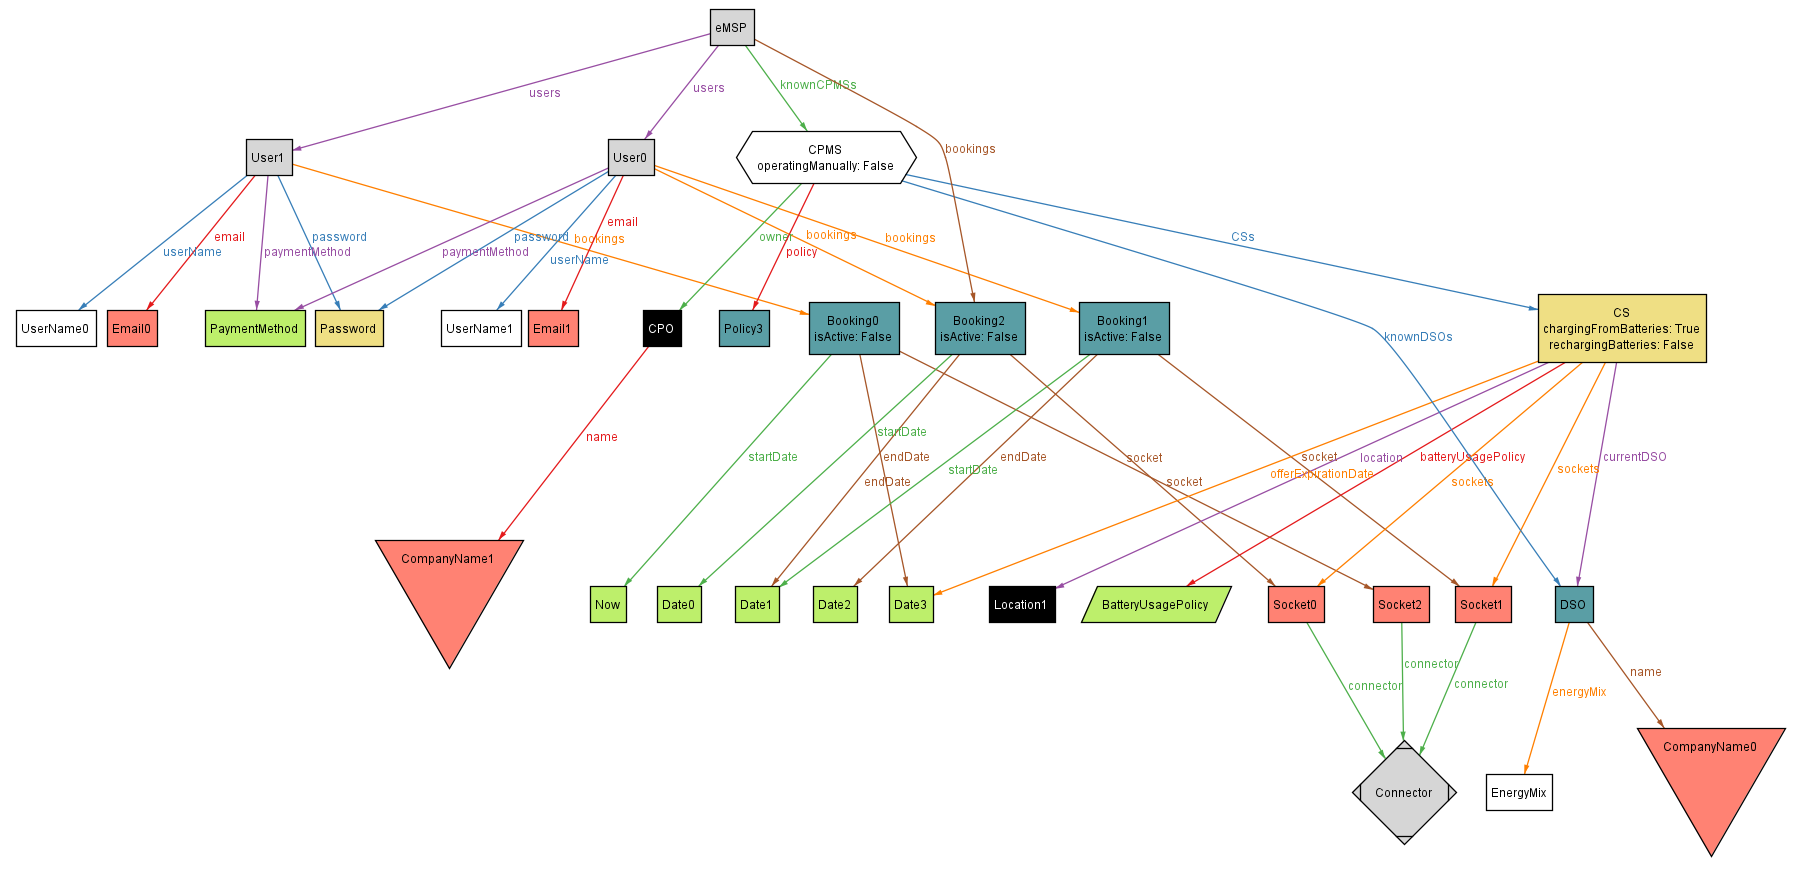 eMSP
users
users
knownCPMSs
bookings
User1
User0
CPMS
operatingManually: False
userName
email
paymentMethod
password
bookings
paymentMethod
password
userName
email
owner
policy
bookings
bookings
CSs
knownDSOs
UserName0
Email0
PaymentMethod
Password
UserName1
Email1
CPO
Policy3
Booking0
isActive: False
Booking2
isActive: False
Booking1
isActive: False
CS
chargingFromBatteries: True
rechargingBatteries: False
name
startDate
startDate
endDate
endDate
startDate
endDate
socket
socket
socket
offerExpirationDate
location
batteryUsagePolicy
sockets
sockets
currentDSO
CompanyName1
Now
Date0
Date1
Date2
Date3
Location1
BatteryUsagePolicy
Socket0
Socket2
Socket1
DSO
connector
connector
connector
energyMix
name
Connector
EnergyMix
CompanyName0